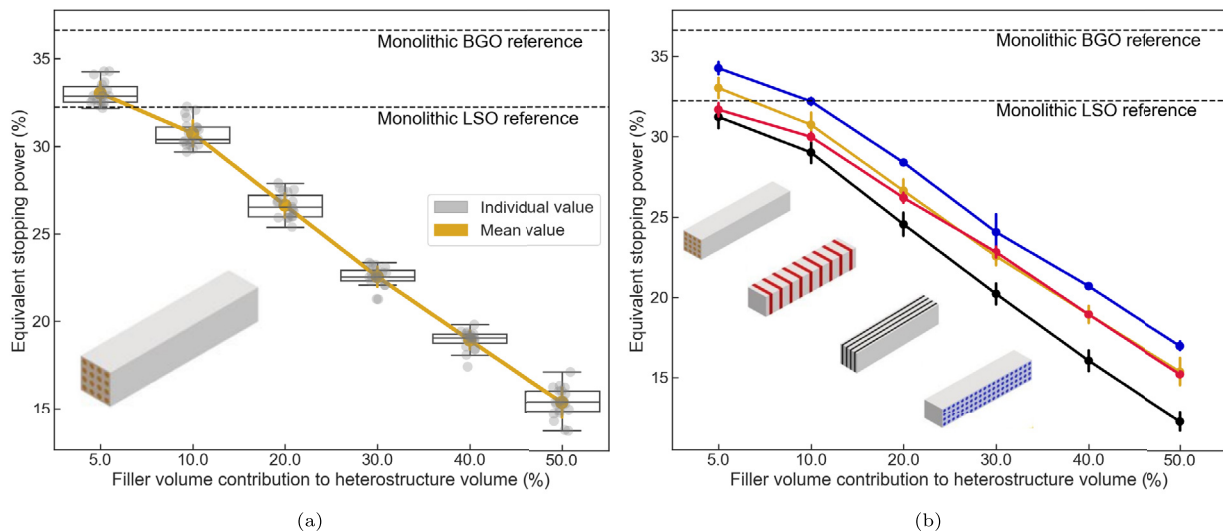 Monolithic BGO reference
Monolithic LSO reference
Individual value
Mean value
Equivalent stopping power (%)
35
30
25
20
15
5.0 10.0 20.0 30.0 40.0 50.0
Filler volume contribution to heterostructure volume (%)
(a)
Monolithic BGO reference
Monolithic LSO reference
Equivalent stopping power (%)
35
30
25
20
15
5.0 10.0 20.0 30.0 40.0 50.0
Filler volume contribution to heterostructure volume (%)
(b)